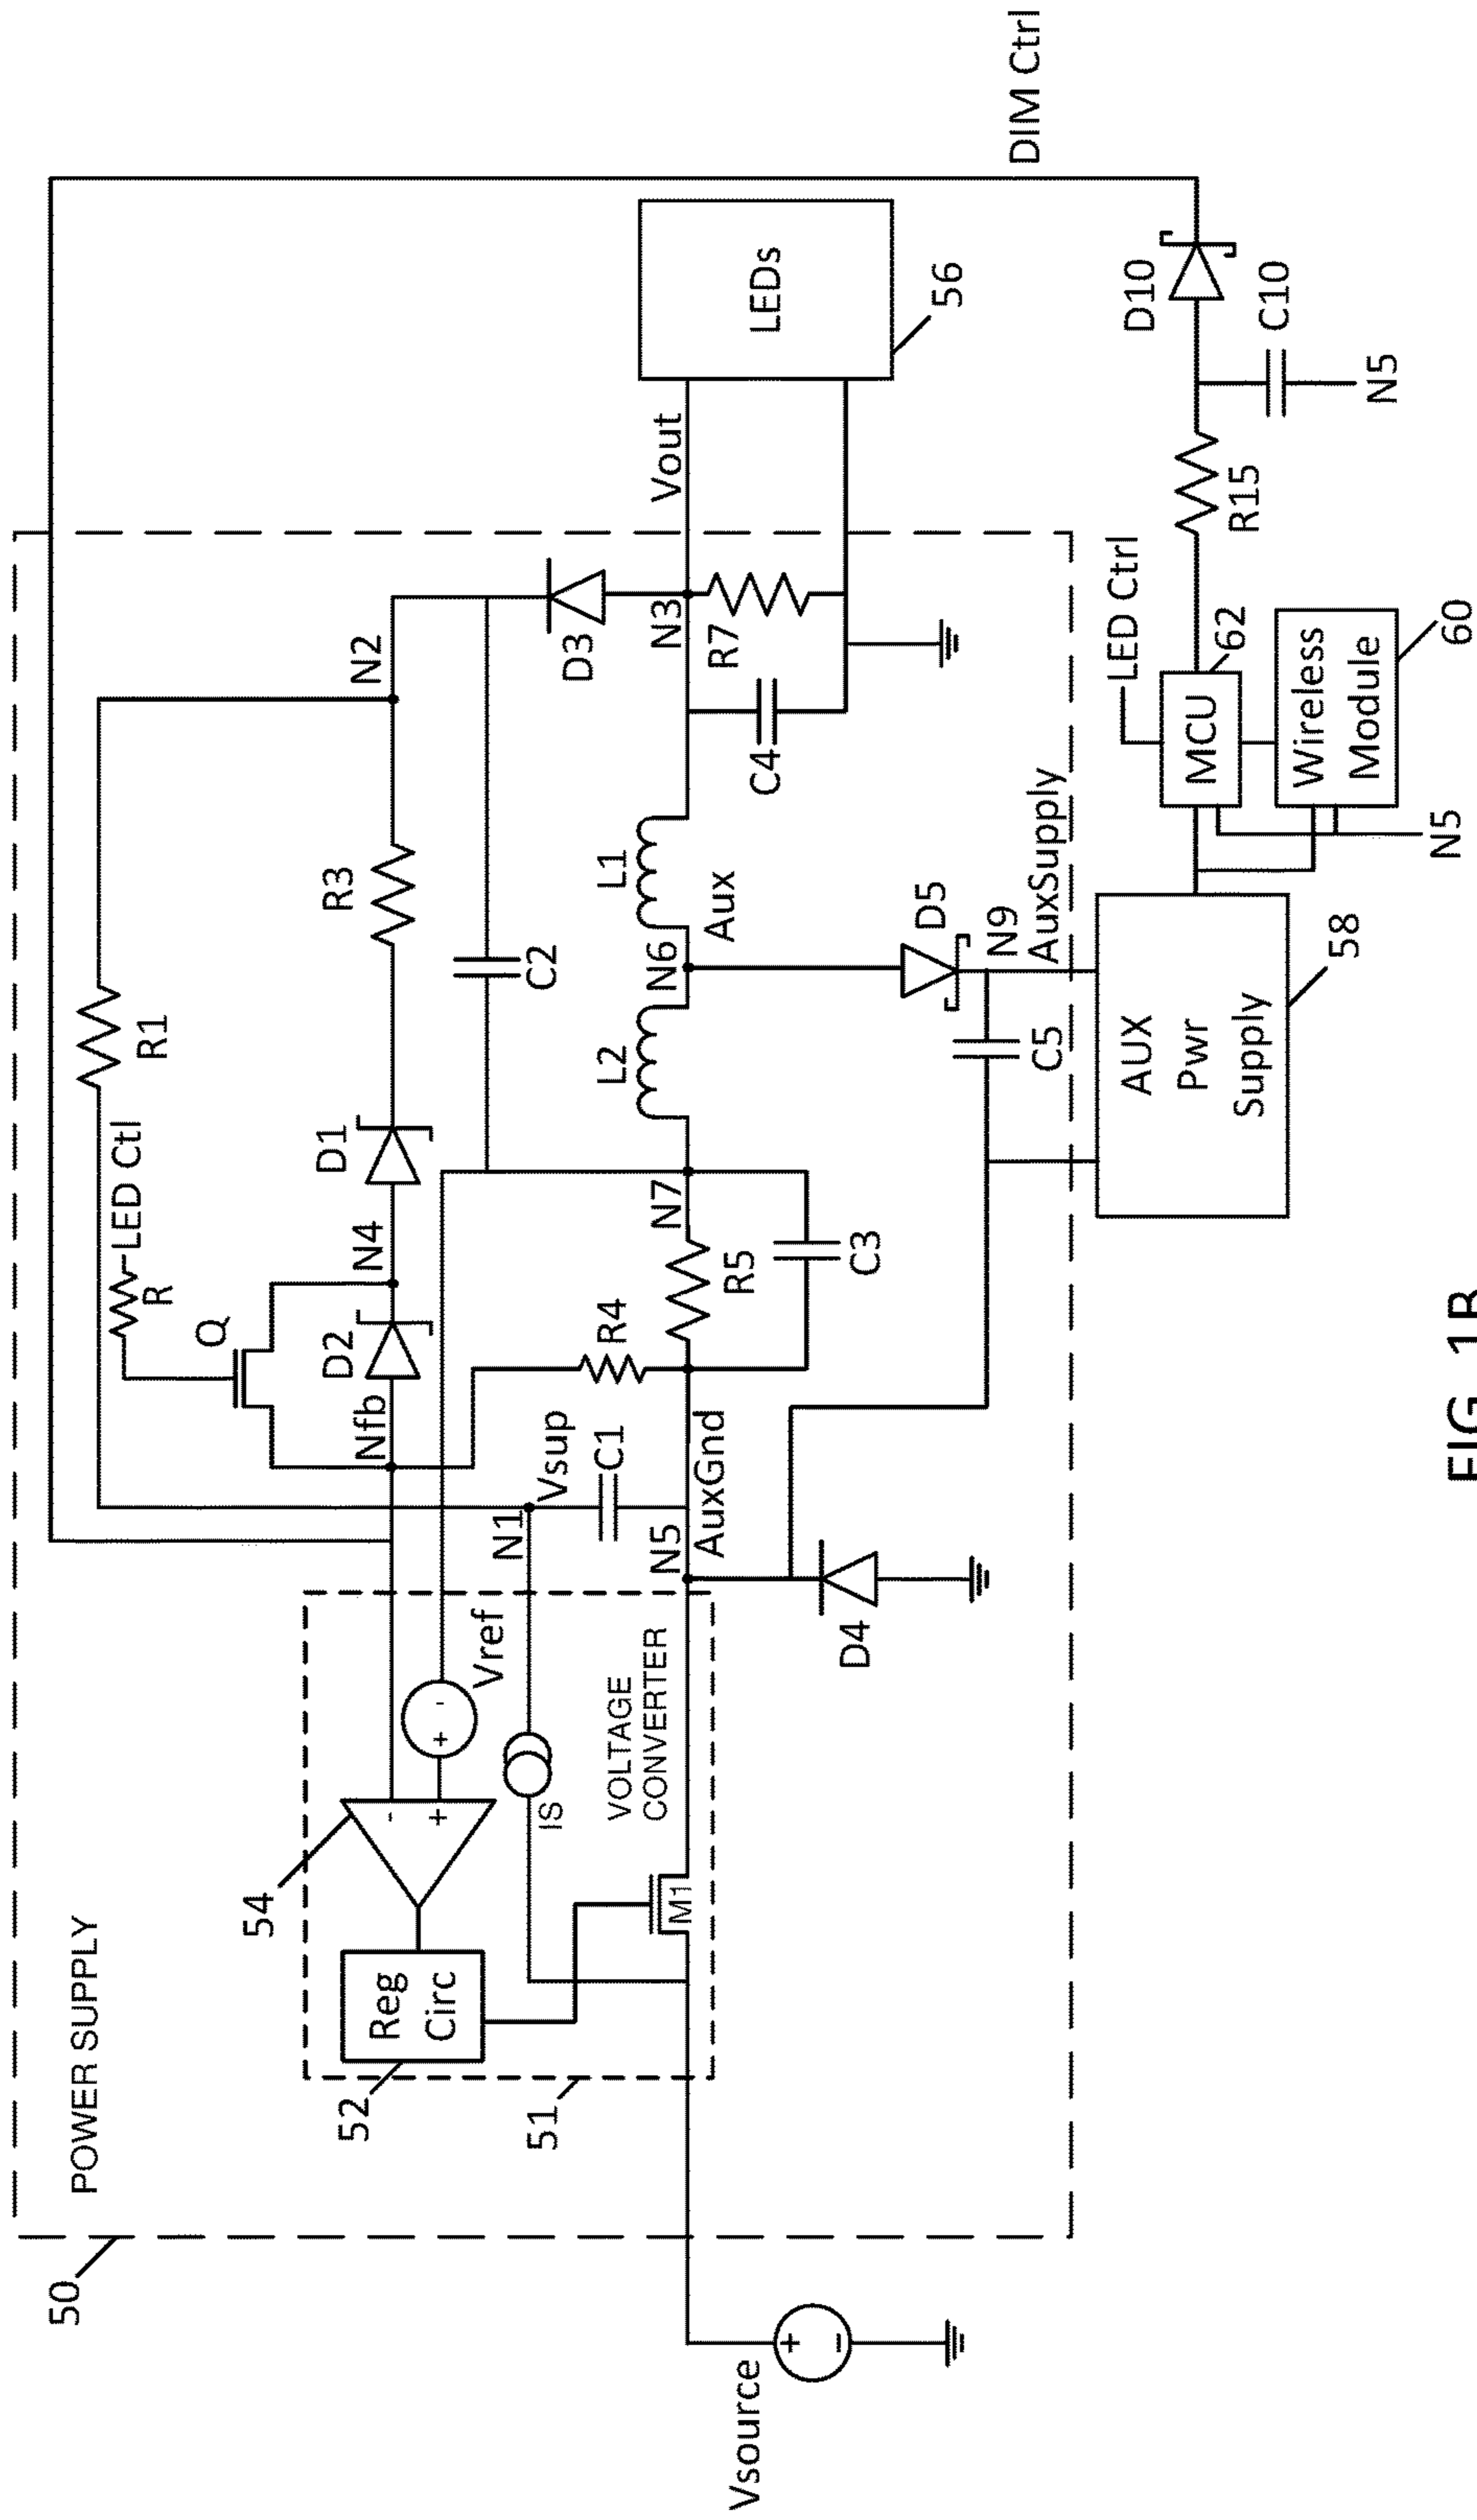 50
POWER SUPPLY
R1
LED Ctl
R
Q
N2
N4
D1
R3
D2
Nfb
54
-
+
Reg
Circ
52
51
+
-
Vref
IS
N1
Vsup
C1
R4
C2
D3
VOLTAGE
CONVERTER
M1
N5
AuxGnd
R5
N7
C3
L2
N6
Aux
L1
C4
N3
R7
Vout
LEDs
56
D4
D5
C5
N9
AuxSupply
Vsource
+
-
AUX
Pwr
Supply
58
N5
MCU
62
LED Ctrl
Wireless
Module
60
R15
D10
C10
N5
DIM Ctrl
FIG. 1B